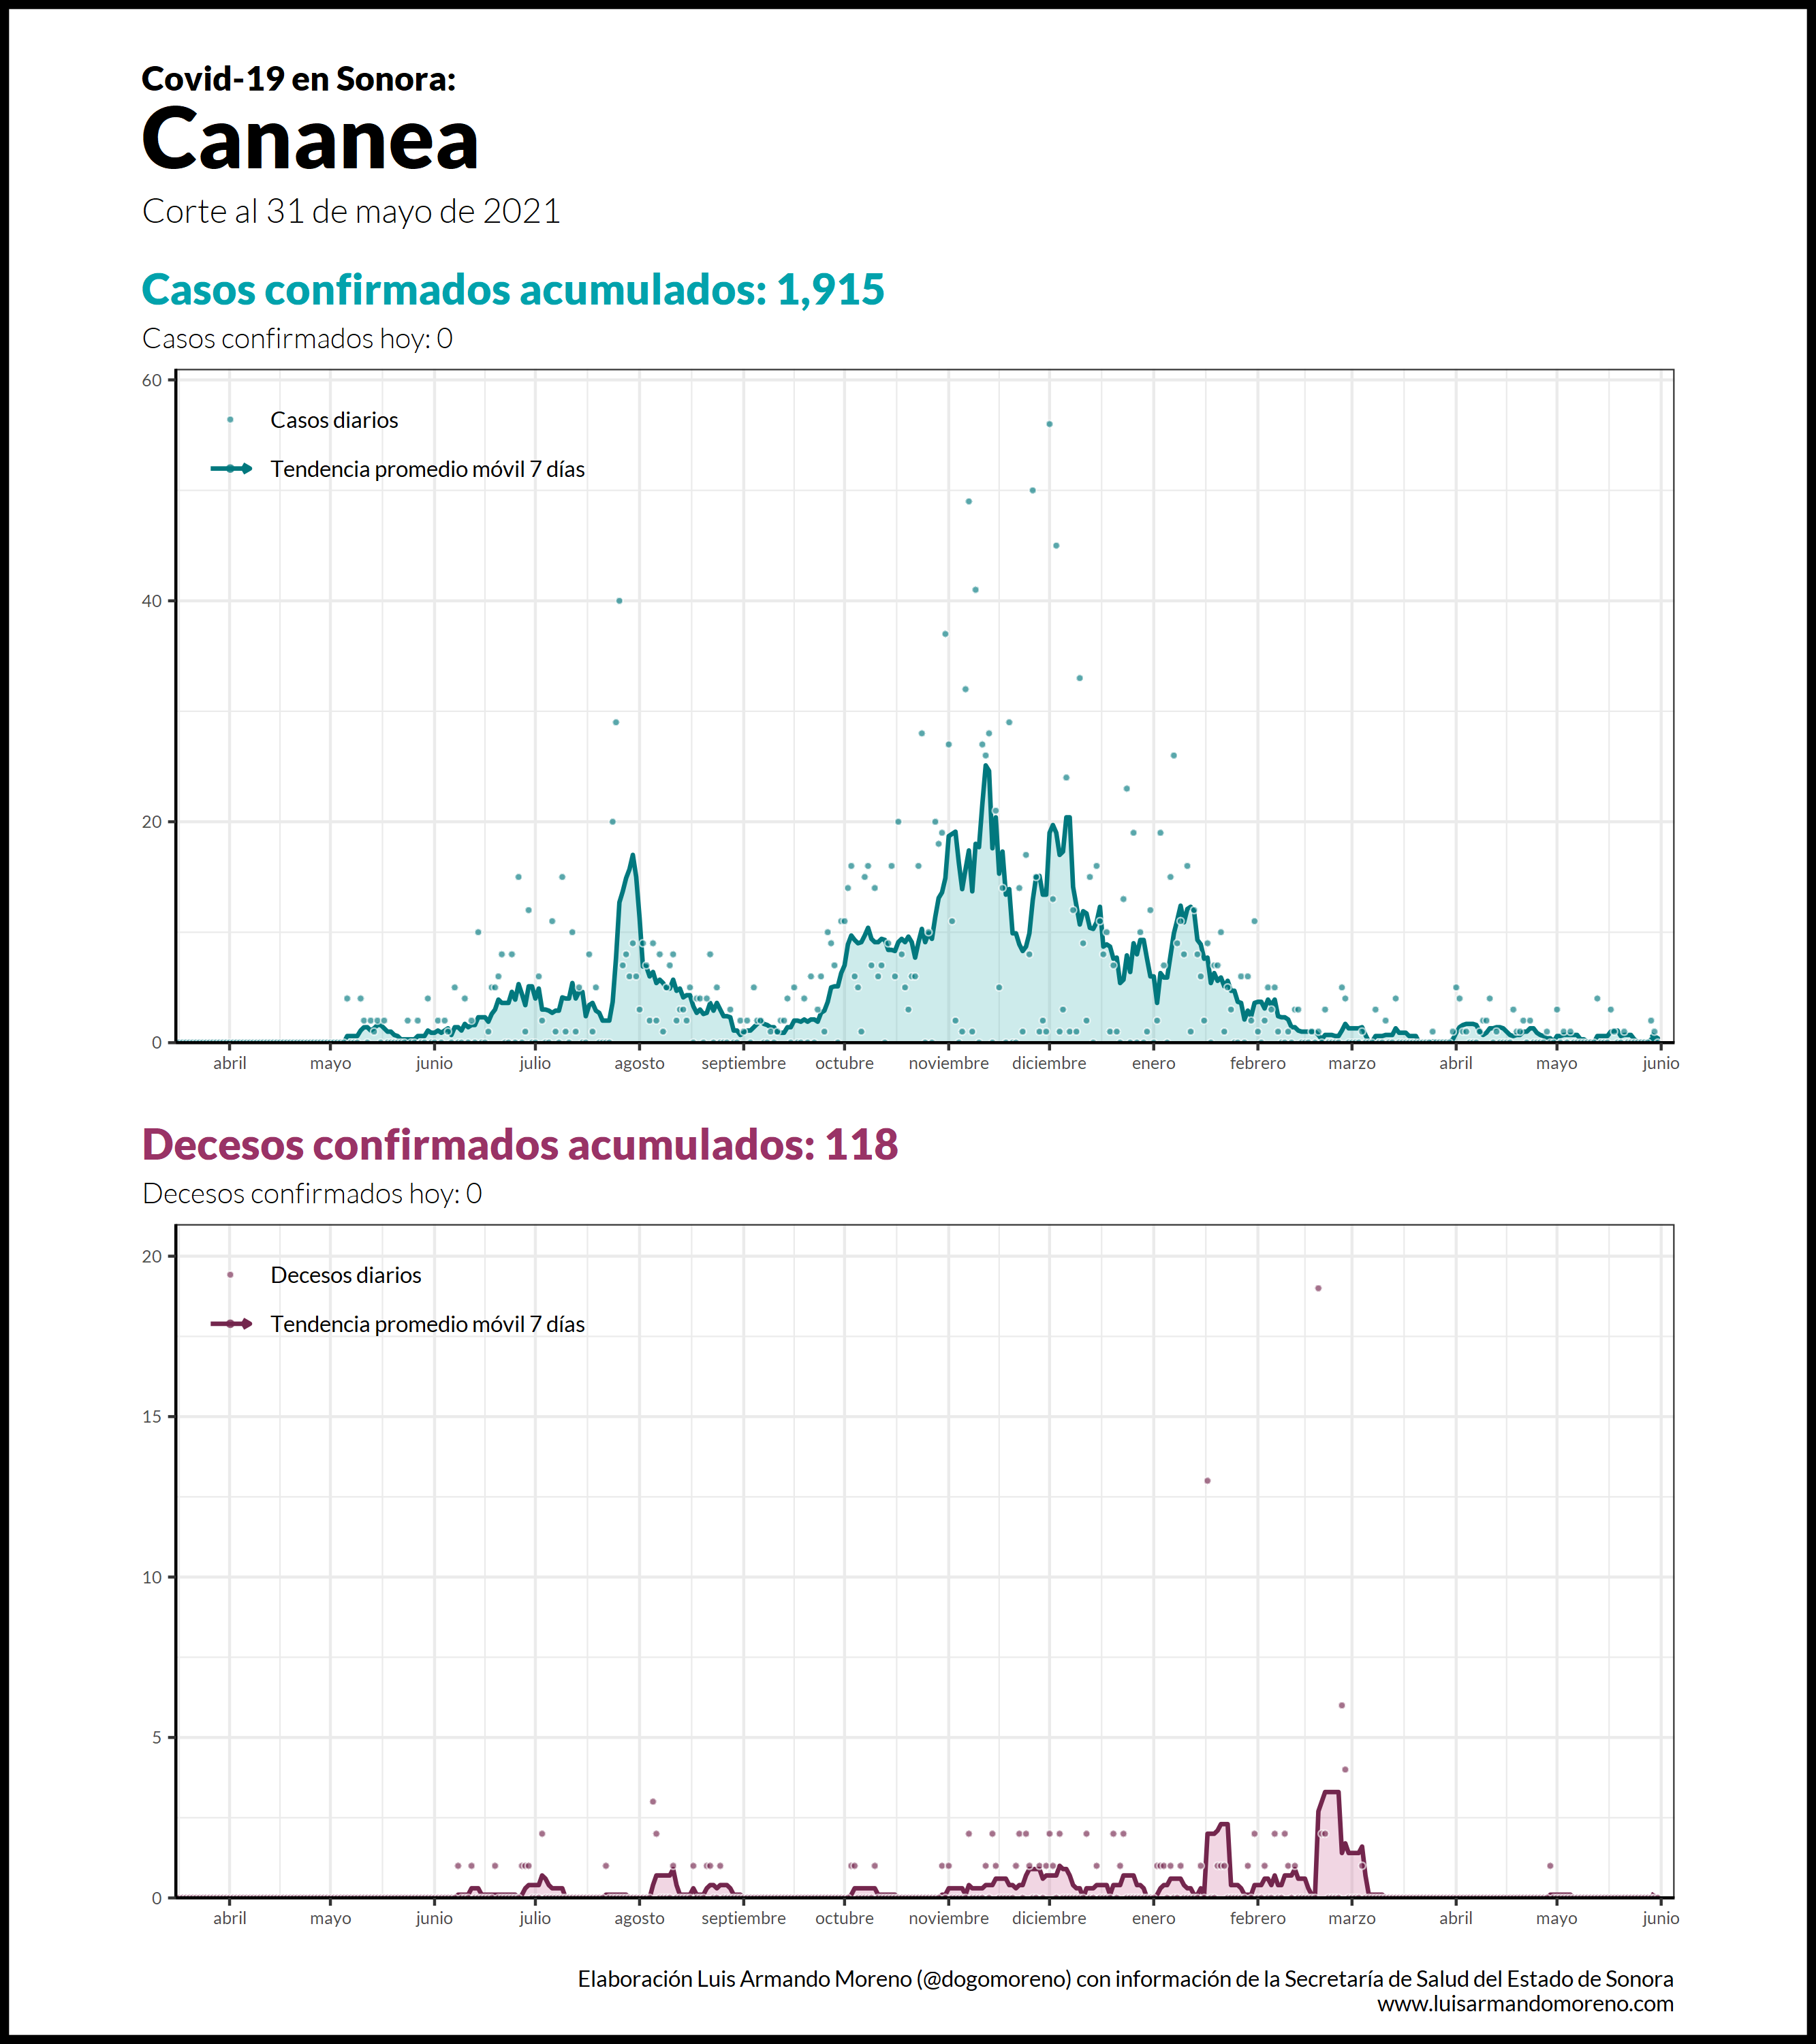 Covid-19 en Sonora:
Cananea
Corte al 31 de mayo de 2021
Casos confirmados acumulados: 1,915
Casos confirmados hoy: 0
60
40
20
0
Casos diarios
Tendencia promedio móvil 7 días
abril mayo junio julio agosto septiembre octubre noviembre diciembre enero febrero marzo abril mayo junio
Decesos confirmados acumulados: 118
Decesos confirmados hoy: 0
20
15
10
5
0
Decesos diarios
Tendencia promedio móvil 7 días
abril mayo junio julio agosto septiembre octubre noviembre diciembre enero febrero marzo abril mayo junio
Elaboración Luis Armando Moreno (@dogomoreno) con información de la Secretaría de Salud del Estado de Sonora
www.luisarmandomoreno.com